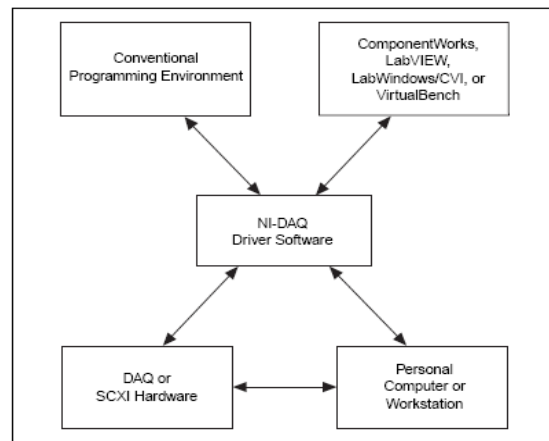 Conventional
Programming Environment
ComponentWorks,
LabVIEW,
LabWindows/CVI, or
VirtualBench
NI-DAQ
Driver Software
DAQ or
SCXI Hardware
Personal
Computer or
Workstation